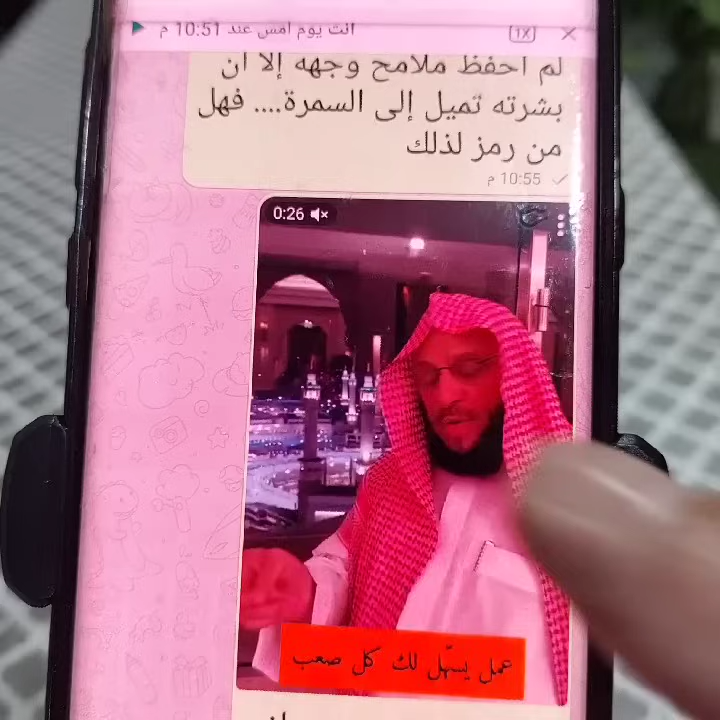 انت يوم امس عند 10:51 م
1X
لم احفظ ملامح وجهه إلا ان
بشرته تميل إلى السمرة.... فهل
من رمز لذلك
10:55 م
0:26
عمل يسهّل لك كل صعب